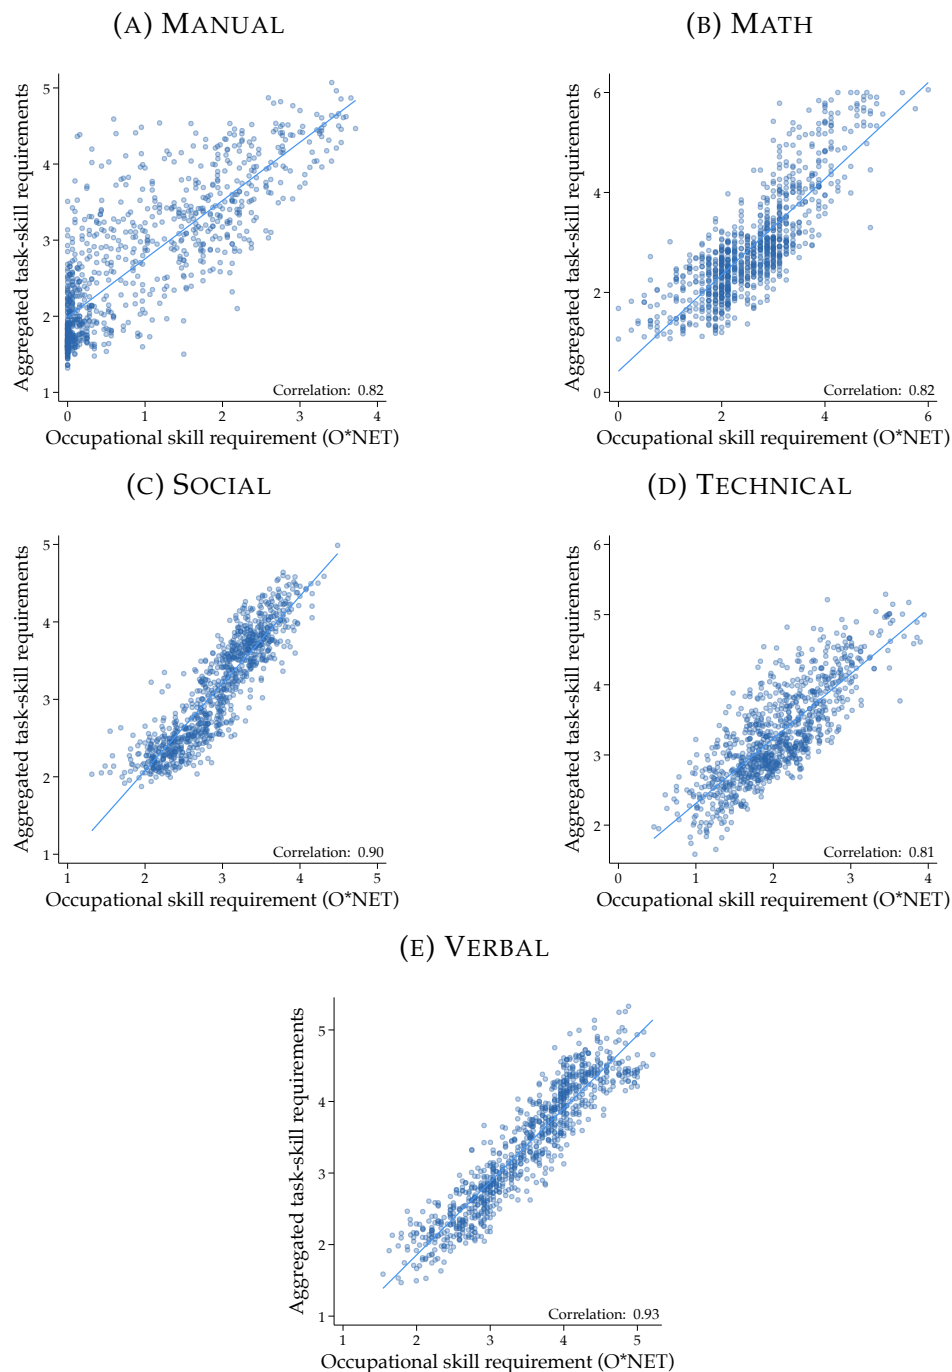 (A) MANUAL
Aggregated task-skill requirements
5
4
3
2
1
Correlation: 0.82
0 1 2 3 4
Occupational skill requirement (O*NET)
(B) MATH
Aggregated task-skill requirements
6
4
2
0
Correlation: 0.82
0 2 4 6
Occupational skill requirement (O*NET)
(C) SOCIAL
Aggregated task-skill requirements
5
4
3
2
1
Correlation: 0.90
1 2 3 4 5
Occupational skill requirement (O*NET)
(D) TECHNICAL
Aggregated task-skill requirements
6
5
4
3
2
Correlation: 0.81
0 1 2 3 4
Occupational skill requirement (O*NET)
(E) VERBAL
Aggregated task-skill requirements
5
4
3
2
1
Correlation: 0.93
1 2 3 4 5
Occupational skill requirement (O*NET)